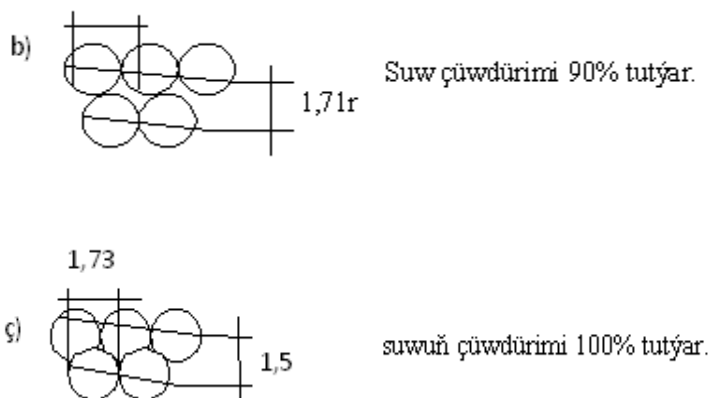 b)
Suw çüwdürimi 90% tutýar.
1,71r
1,73
ç)
1,5
suwuň çüwdürimi 100% tutýar.